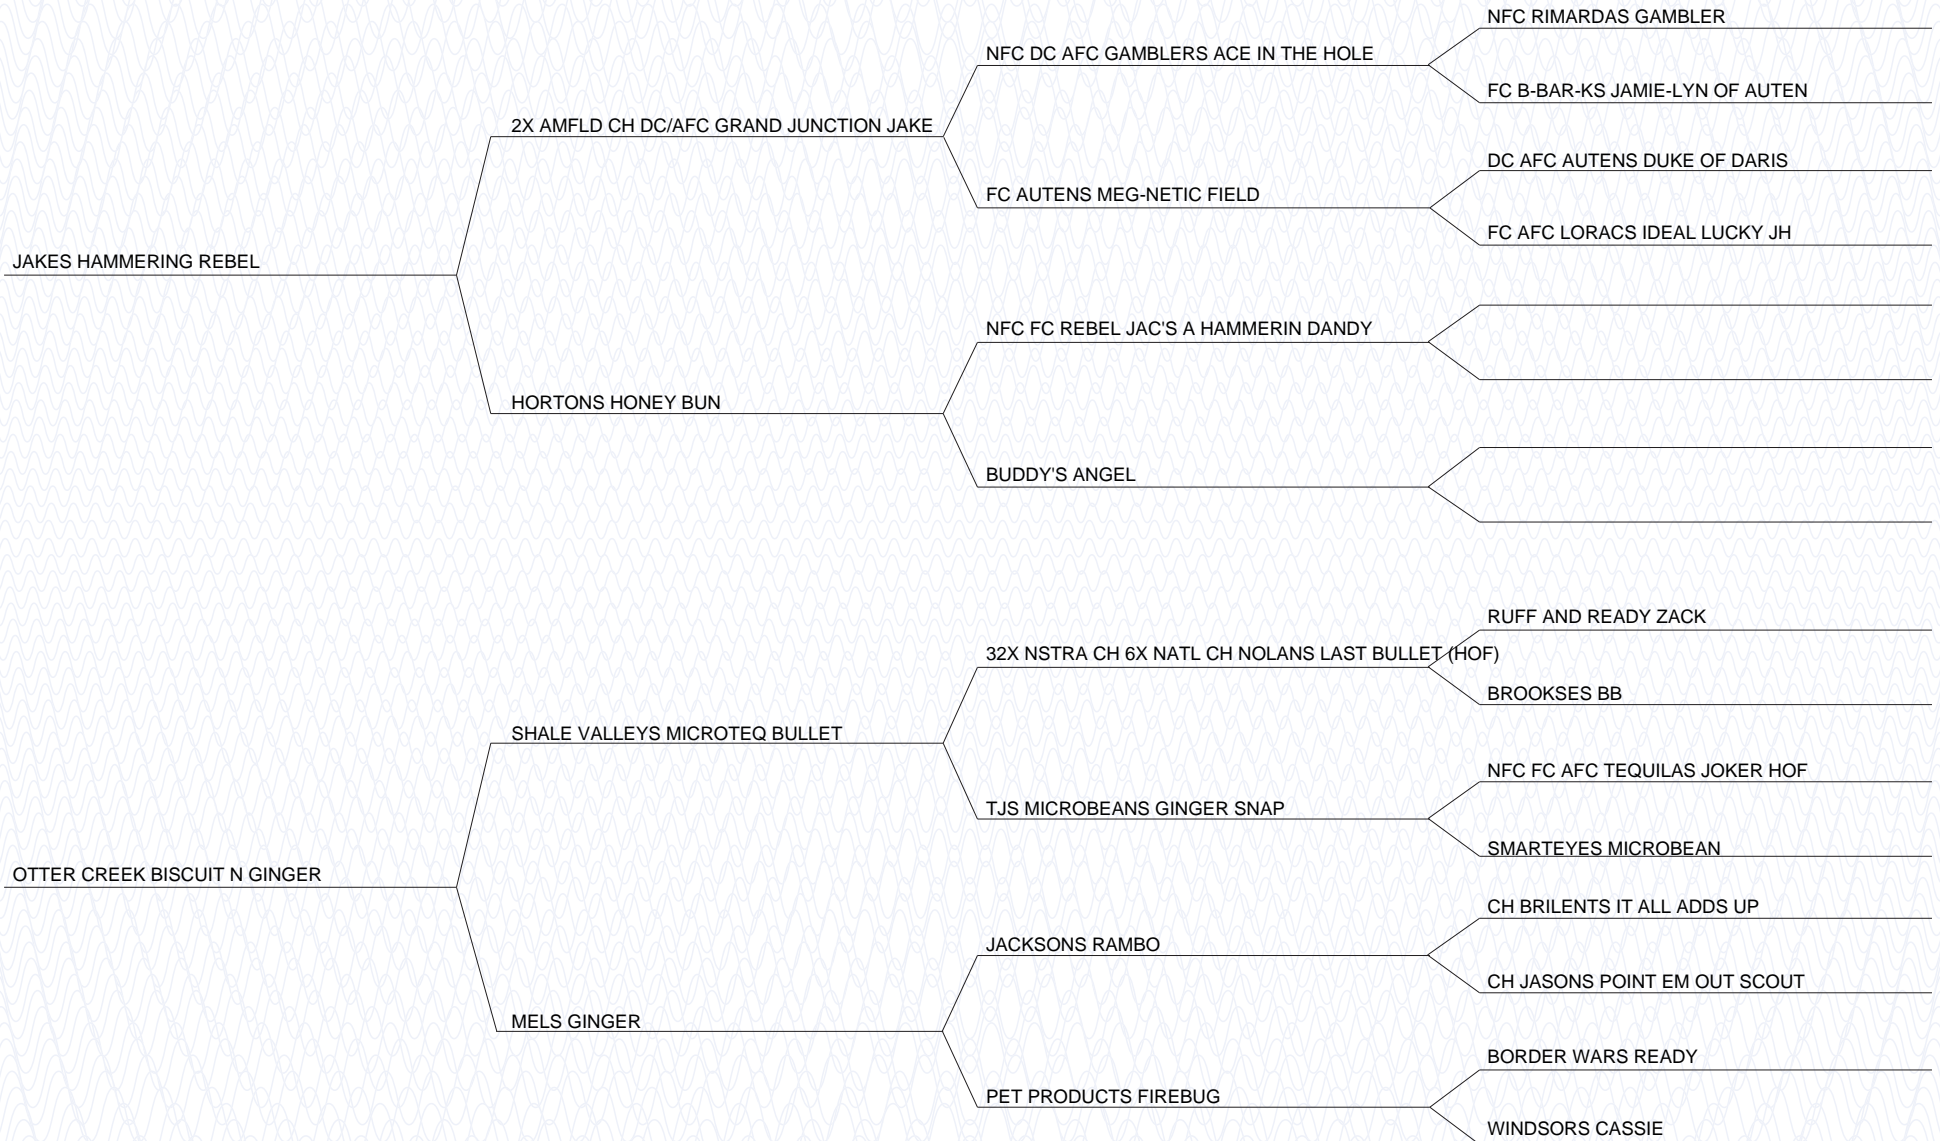 NFC RIMARDAS GAMBLER
NFC DC AFC GAMBLERS ACE IN THE HOLE
FC B-BAR-KS JAMIE-LYN OF AUTEN
2X AMFLD CH DC/AFC GRAND JUNCTION JAKE
DC AFC AUTENS DUKE OF DARIS
FC AUTENS MEG-NETIC FIELD
FC AFC LORACS IDEAL LUCKY JH
JAKES HAMMERING REBEL
NFC FC REBEL JAC'S A HAMMERIN DANDY
HORTONS HONEY BUN
BUDDY'S ANGEL
RUFF AND READY ZACK
32X NSTRA CH 6X NATL CH NOLANS LAST BULLET (HOF)
BROOKSES BB
SHALE VALLEYS MICROTEQ BULLET
NFC FC AFC TEQUILAS JOKER HOF
TJS MICROBEANS GINGER SNAP
SMARTEYES MICROBEAN
OTTER CREEK BISCUIT N GINGER
CH BRILENTS IT ALL ADDS UP
JACKSONS RAMBO
CH JASONS POINT EM OUT SCOUT
MELS GINGER
BORDER WARS READY
PET PRODUCTS FIREBUG
WINDSORS CASSIE